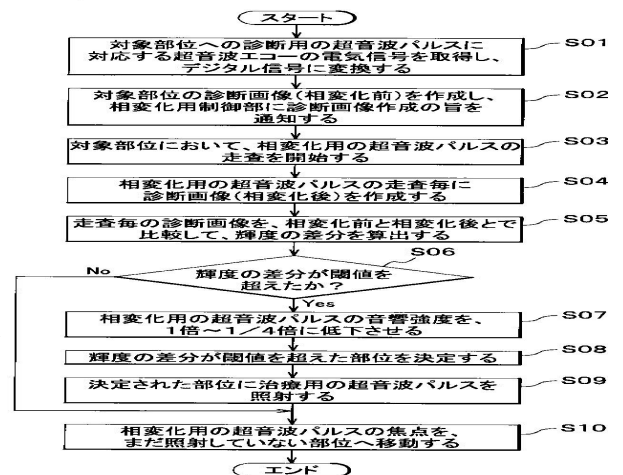 スタート
対象部位への診断用の超音波パルスに
対応する超音波エコーの電気信号を取得し、
デジタル信号に変換する
S01
対象部位の診断画像(相変化前)を作成し、
相変化用制御部に診断画像作成の旨を
通知する
S02
対象部位において、相変化用の超音波パルスの
走査を開始する
S03
相変化用の超音波パルスの走査毎に
診断画像(相変化後)を作成する
S04
走査毎の診断画像を、相変化前と相変化後とで
比較して、輝度の差分を算出する
S05
輝度の差分が閾値を
超えたか?
S06
No
Yes
相変化用の超音波パルスの音響強度を、
1倍~1/4倍に低下させる
S07
輝度の差分が閾値を超えた部位を決定する
S08
決定された部位に治療用の超音波パルスを
照射する
S09
相変化用の超音波パルスの焦点を、
まだ照射していない部位へ移動する
S10
エンド